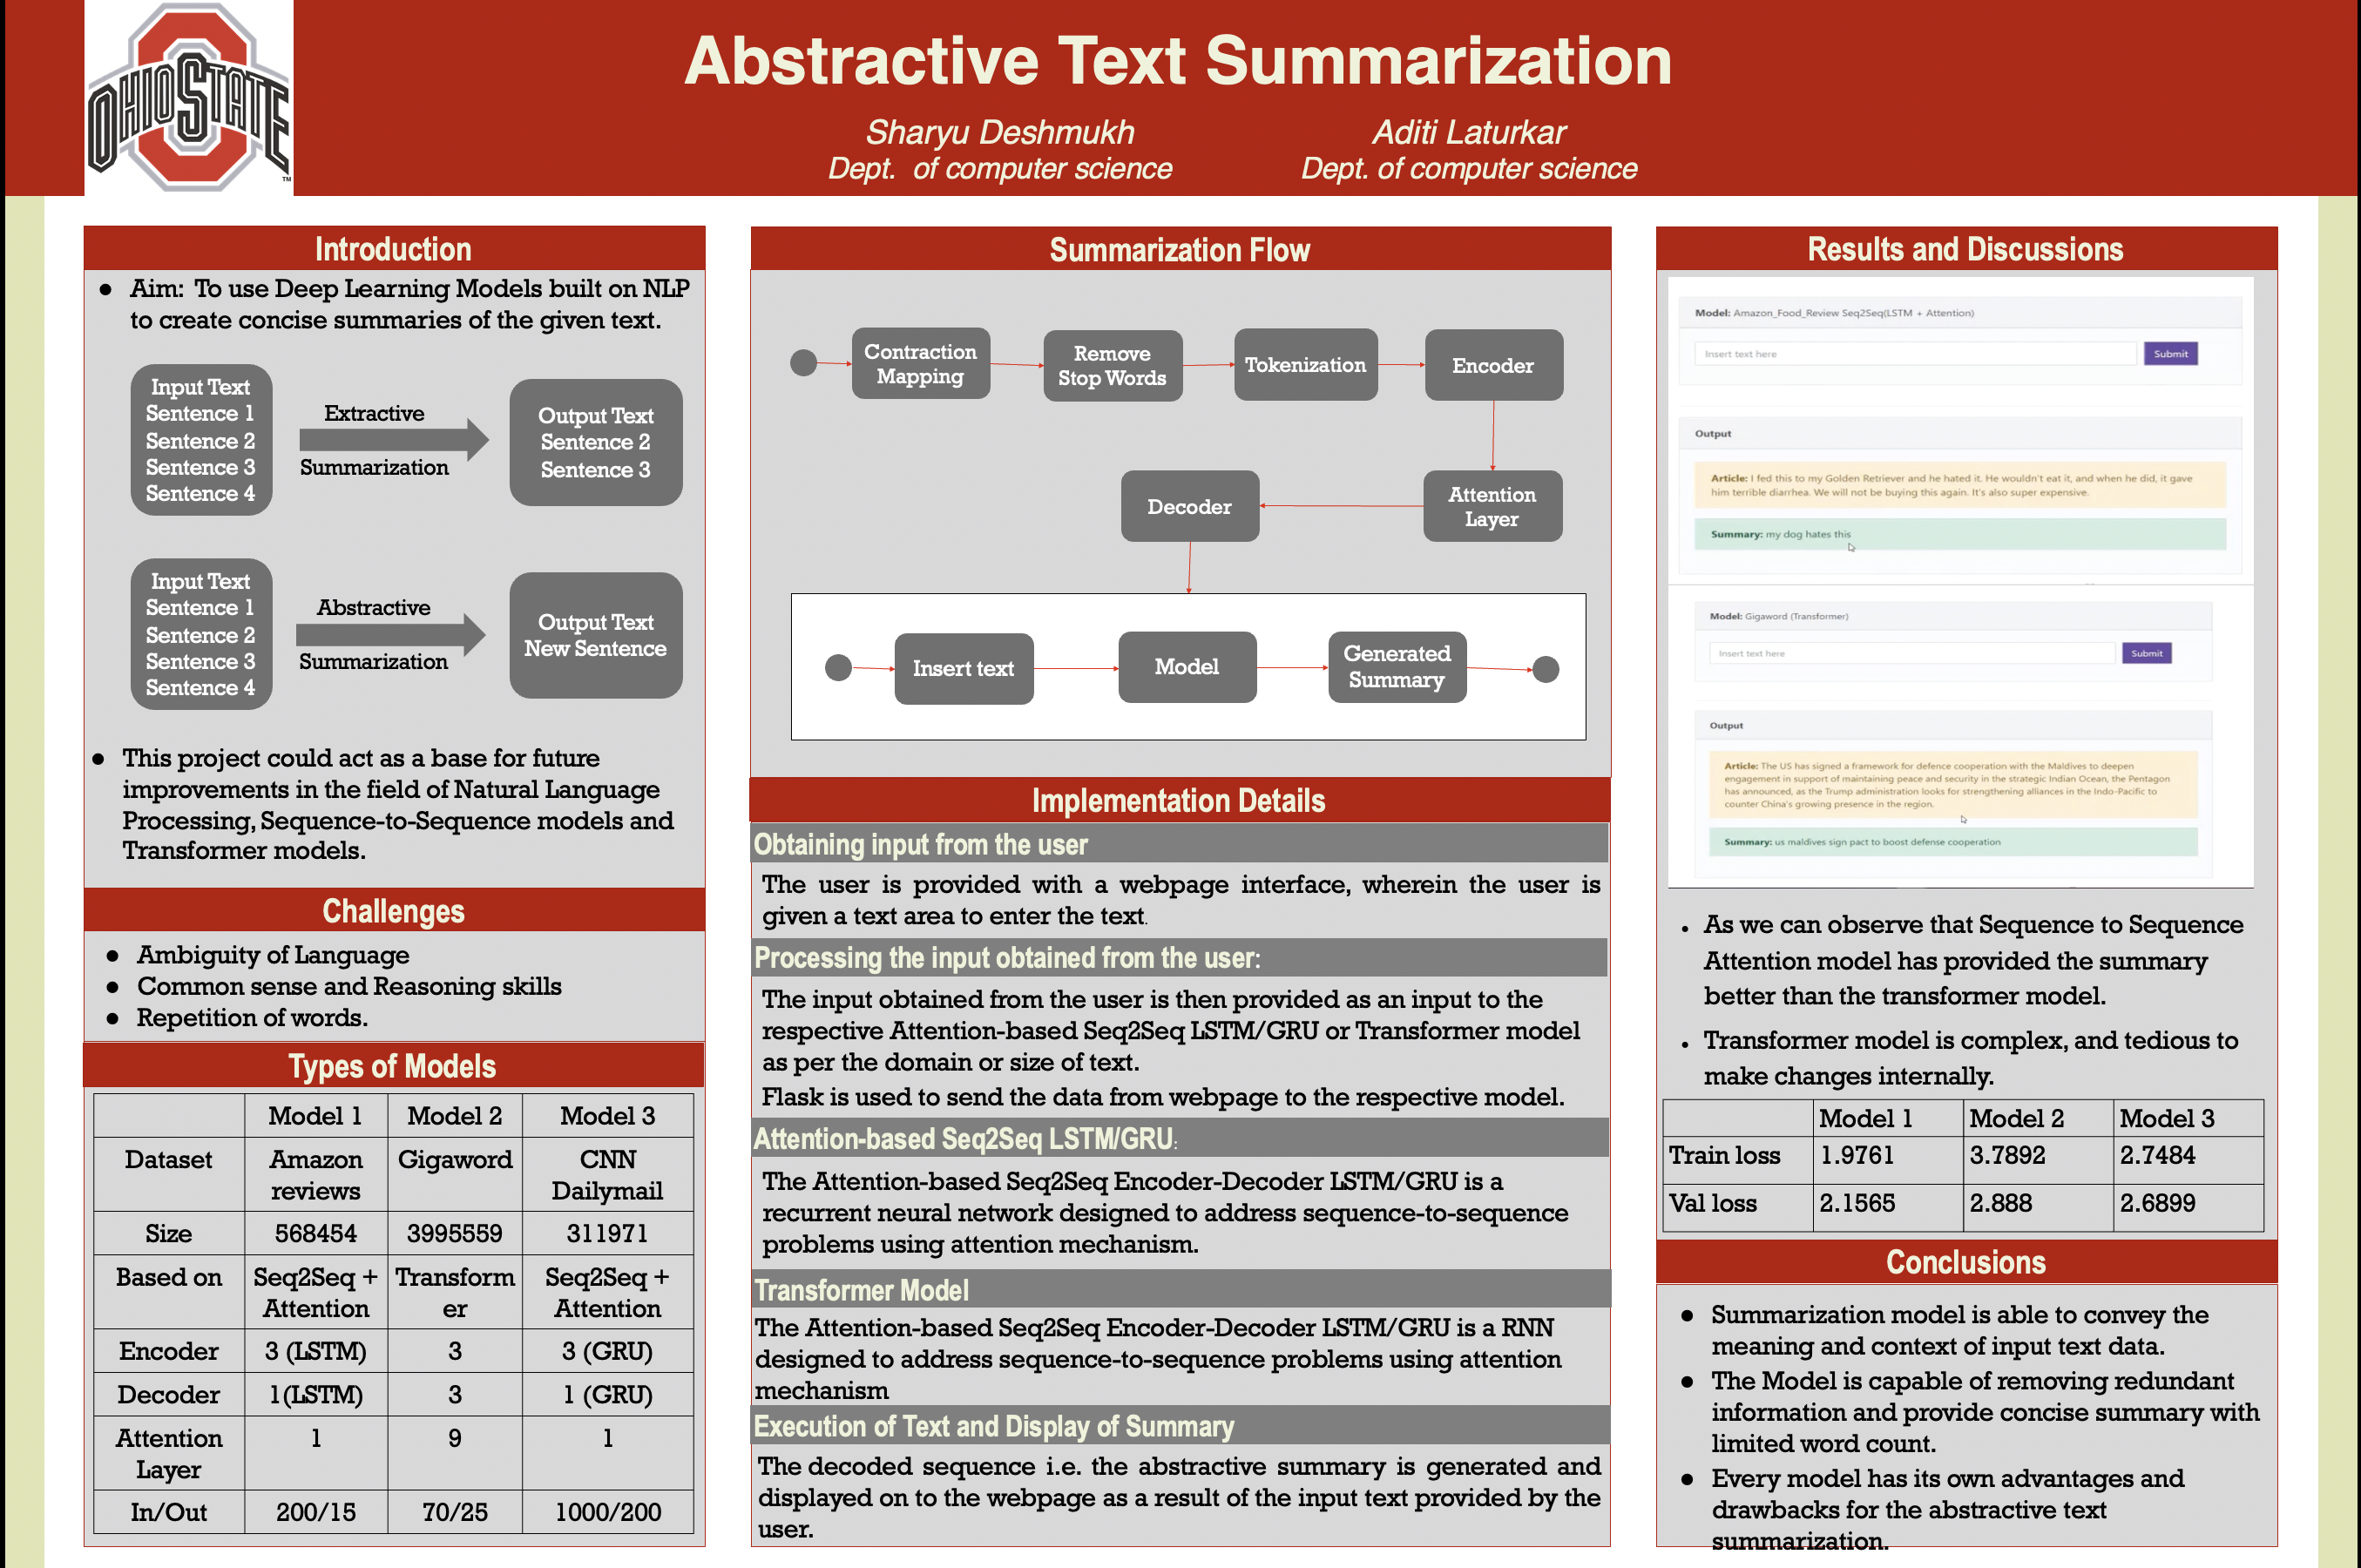 OHIO STATE
TM
Abstractive Text Summarization
Sharyu Deshmukh
Dept. of computer science
Aditi Laturkar
Dept. of computer science
Introduction
● Aim: To use Deep Learning Models built on NLP
to create concise summaries of the given text.
Input Text
Sentence 1
Sentence 2
Sentence 3
Sentence 4
Extractive
Summarization
Output Text
Sentence 2
Sentence 3
Input Text
Sentence 1
Sentence 2
Sentence 3
Sentence 4
Abstractive
Summarization
Output Text
New Sentence
● This project could act as a base for future
improvements in the field of Natural Language
Processing, Sequence-to-Sequence models and
Transformer models.
Challenges
● Ambiguity of Language
● Common sense and Reasoning skills
● Repetition of words.
Types of Models
Model 1 Model 2 Model 3
Dataset Amazon Gigaword CNN
reviews Dailymail
Size 568454 3995559 311971
Based on Seq2Seq + Transform Seq2Seq +
Attention er Attention
Encoder 3 (LSTM) 3 3 (GRU)
Decoder 1(LSTM) 3 1 (GRU)
Attention 1 9 1
Layer
In/Out 200/15 70/25 1000/200
Summarization Flow
Contraction
Mapping
Remove
Stop Words
Tokenization
Encoder
Attention
Layer
Decoder
Insert text
Model
Generated
Summary
Implementation Details
Obtaining input from the user
The user is provided with a webpage interface, wherein the user is
given a text area to enter the text.
Processing the input obtained from the user:
The input obtained from the user is then provided as an input to the
respective Attention-based Seq2Seq LSTM/GRU or Transformer model
as per the domain or size of text.
Flask is used to send the data from webpage to the respective model.
Attention-based Seq2Seq LSTM/GRU:
The Attention-based Seq2Seq Encoder-Decoder LSTM/GRU is a
recurrent neural network designed to address sequence-to-sequence
problems using attention mechanism.
Transformer Model
The Attention-based Seq2Seq Encoder-Decoder LSTM/GRU is a RNN
designed to address sequence-to-sequence problems using attention
mechanism
Execution of Text and Display of Summary
The decoded sequence i.e. the abstractive summary is generated and
displayed on to the webpage as a result of the input text provided by the
user.
Results and Discussions
Model: Amazon_Food_Review Seq2Seq(LSTM + Attention)
Insert text here
Submit
Output
Article: I fed this to my Golden Retriever and he hated it. He wouldn't eat it, and when he did, it gave
him terrible diarrhea. We will not be buying this again. It's also super expensive.
Summary: my dog hates this
Model: Gigaword (Transformer)
Insert text here
Submit
Output
Article: The US has signed a framework for defence cooperation with the Maldives to deepen
engagement in support of maintaining peace and security in the strategic Indian Ocean, the Pentagon
has announced, as the Trump administration looks for strengthening alliances in the Indo-Pacific to
counter China's growing presence in the region.
Summary: us maldives sign pact to boost defense cooperation
• As we can observe that Sequence to Sequence
Attention model has provided the summary
better than the transformer model.
• Transformer model is complex, and tedious to
make changes internally.
Model 1 Model 2 Model 3
Train loss 1.9761 3.7892 2.7484
Val loss 2.1565 2.888 2.6899
Conclusions
● Summarization model is able to convey the
meaning and context of input text data.
● The Model is capable of removing redundant
information and provide concise summary with
limited word count.
● Every model has its own advantages and
drawbacks for the abstractive text
summarization.